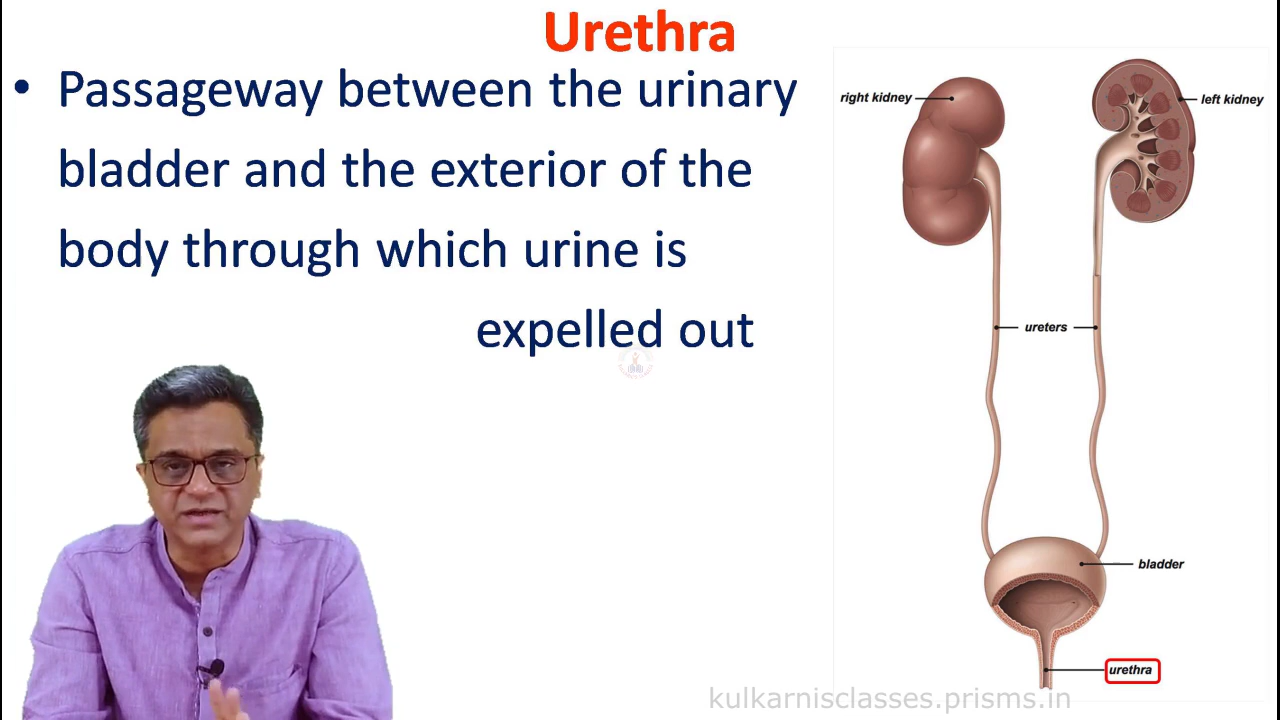 Urethra
• Passageway between the urinary
bladder and the exterior of the
body through which urine is
expelled out
right kidney
left kidney
ureters
bladder
urethra
kulkarnisclasses.prisms.in